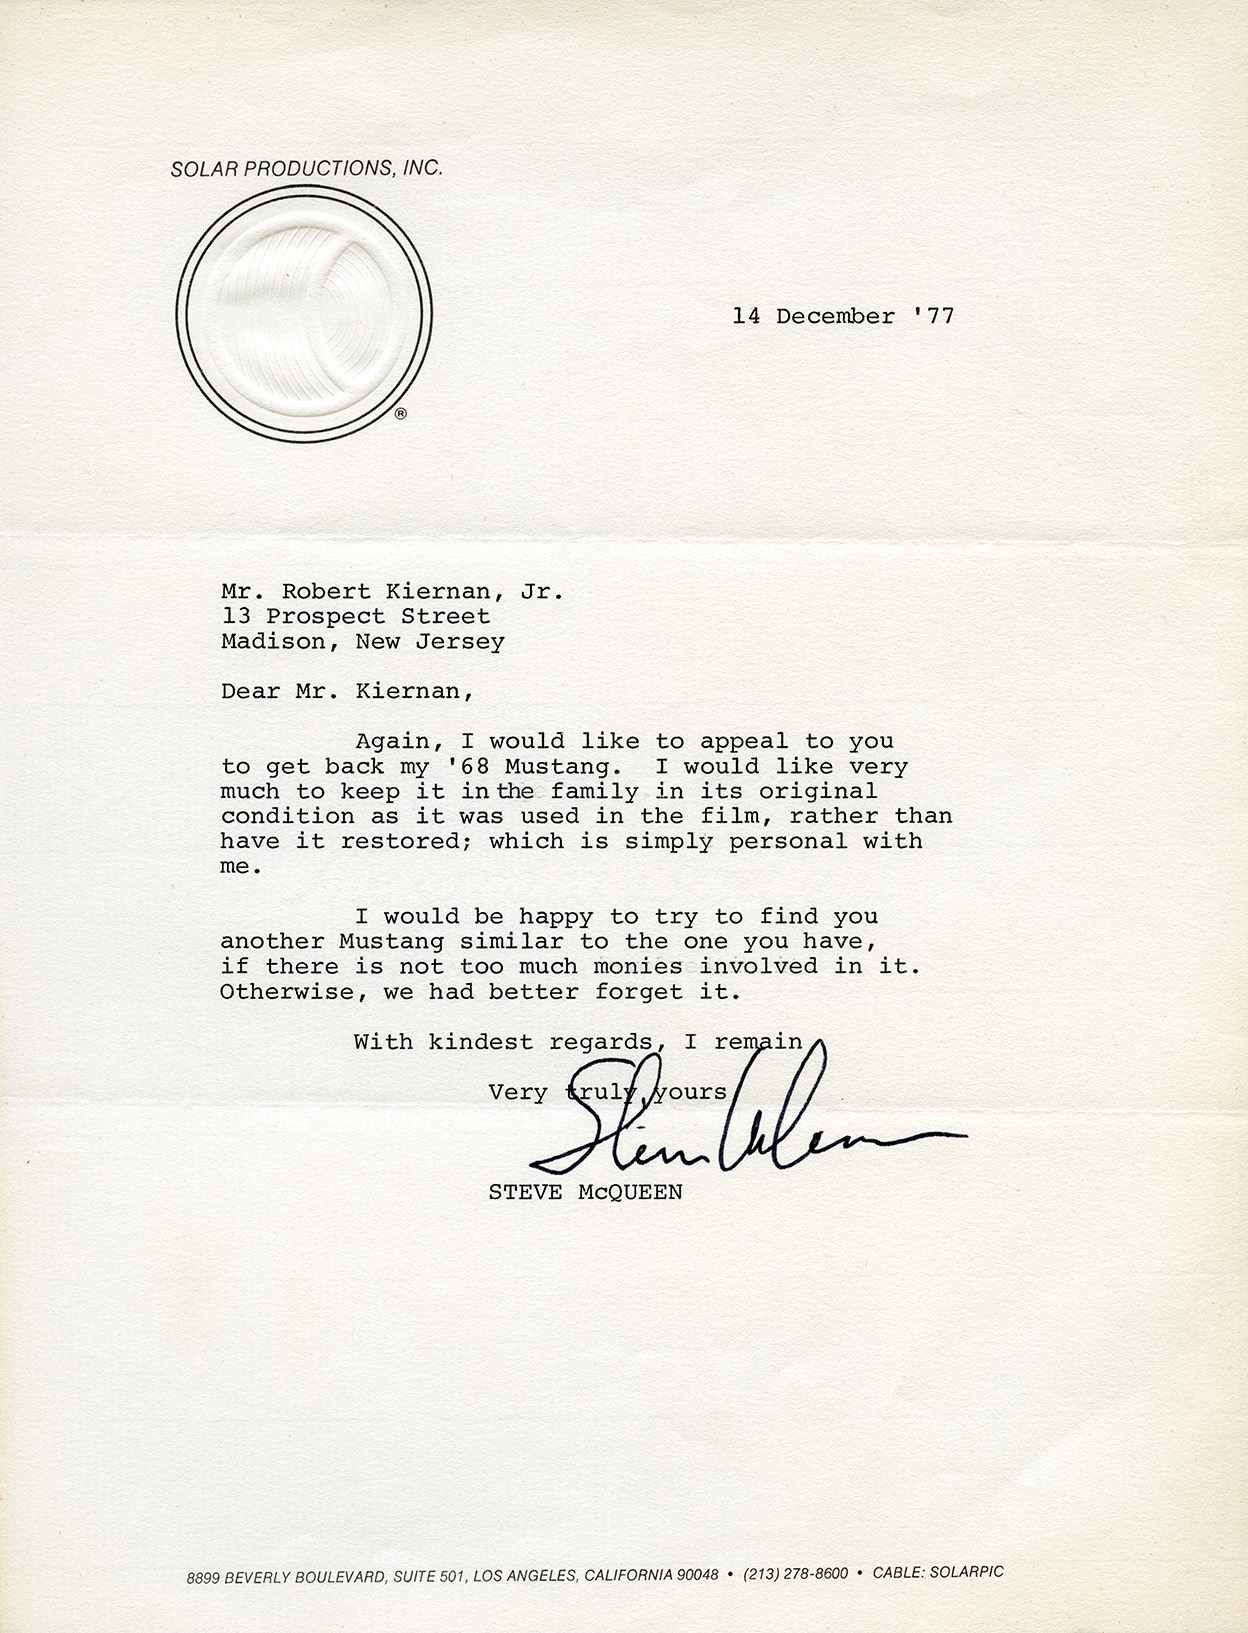 SOLAR PRODUCTIONS, INC.
®
14 December '77
Mr. Robert Kiernan, Jr.
13 Prospect Street
Madison, New Jersey
Dear Mr. Kiernan,
Again, I would like to appeal to you
to get back my '68 Mustang. I would like very
much to keep it in the family in its original
condition as it was used in the film, rather than
have it restored; which is simply personal with
me.
I would be happy to try to find you
another Mustang similar to the one you have,
if there is not too much monies involved in it.
Otherwise, we had better forget it.
With kindest regards, I remain
Very truly yours
Steve McQueen
STEVE McQUEEN
8899 BEVERLY BOULEVARD, SUITE 501, LOS ANGELES, CALIFORNIA 90048 • (213) 278-8600 • CABLE: SOLARPIC